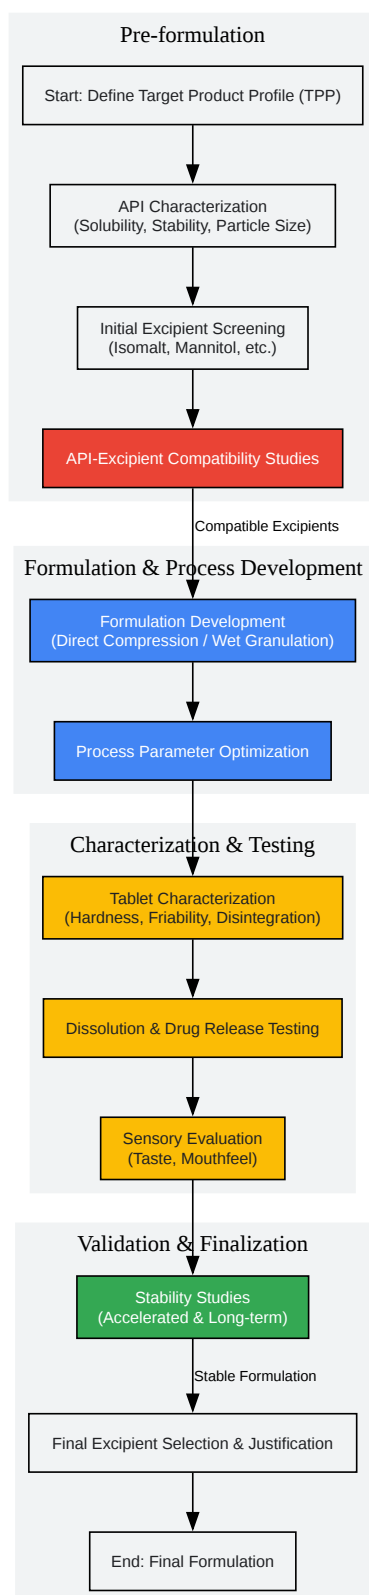 Pre-formulation
Start: Define Target Product Profile (TPP)
API Characterization
(Solubility, Stability, Particle Size)
Initial Excipient Screening
(Isomalt, Mannitol, etc.)
API-Excipient Compatibility Studies
Compatible Excipients
Formulation & Process Development
Formulation Development
(Direct Compression / Wet Granulation)
Process Parameter Optimization
Characterization & Testing
Tablet Characterization
(Hardness, Friability, Disintegration)
Dissolution & Drug Release Testing
Sensory Evaluation
(Taste, Mouthfeel)
Validation & Finalization
Stability Studies
(Accelerated & Long-term)
Stable Formulation
Final Excipient Selection & Justification
End: Final Formulation